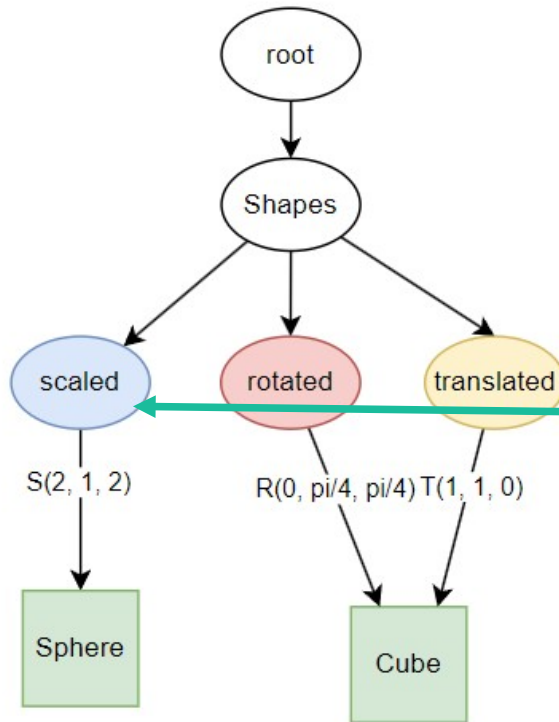 root
Shapes
scaled
rotated
translated
S(2, 1, 2)
R(0, pi/4, pi/4)
T(1, 1, 0)
Sphere
Cube